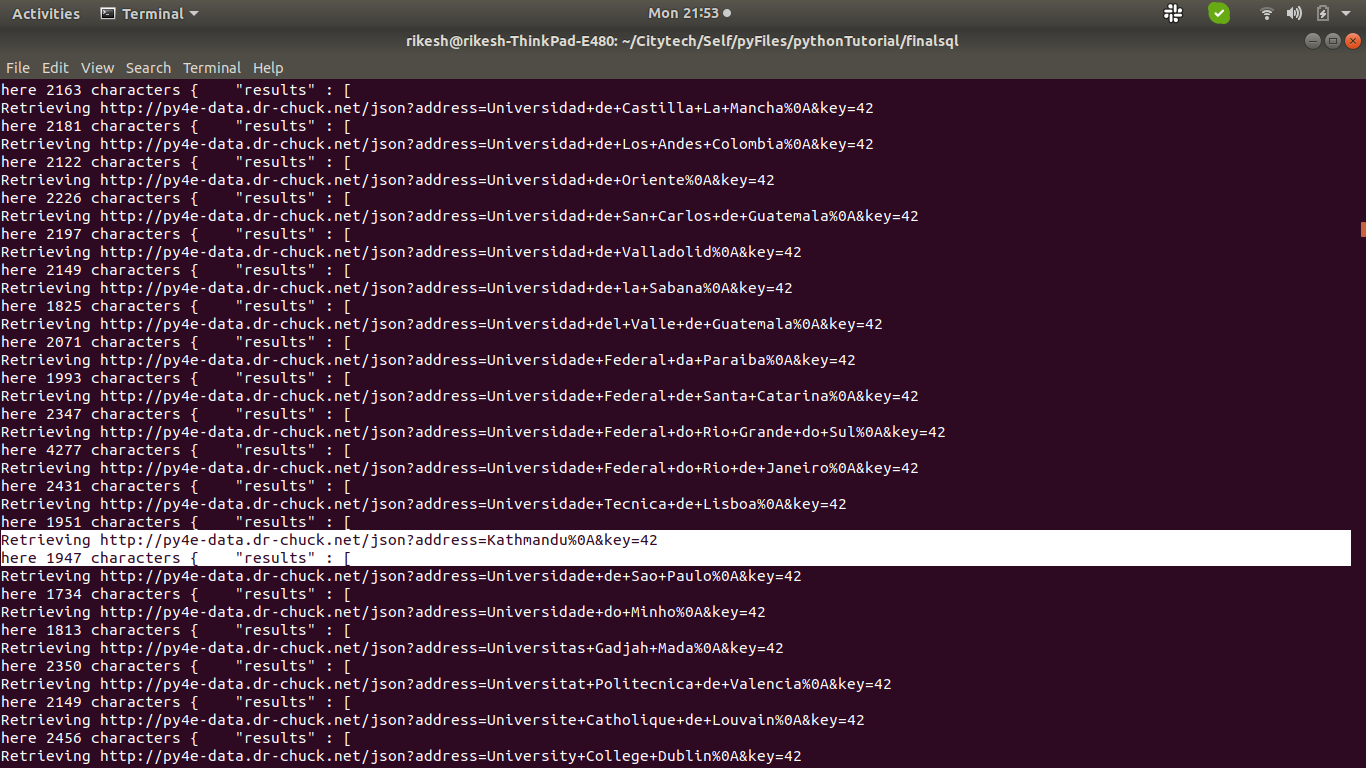 Activities Terminal Mon 21:53
rikesh@rikesh-ThinkPad-E480: ~/Citytech/Self/pyFiles/pythonTutorial/finalsql
File Edit View Search Terminal Help
here 2163 characters {    "results" : [
Retrieving http://py4e-data.dr-chuck.net/json?address=Universidad+de+Castilla+La+Mancha%0A&key=42
here 2181 characters {    "results" : [
Retrieving http://py4e-data.dr-chuck.net/json?address=Universidad+de+Los+Andes+Colombia%0A&key=42
here 2122 characters {    "results" : [
Retrieving http://py4e-data.dr-chuck.net/json?address=Universidad+de+Oriente%0A&key=42
here 2226 characters {    "results" : [
Retrieving http://py4e-data.dr-chuck.net/json?address=Universidad+de+San+Carlos+de+Guatemala%0A&key=42
here 2197 characters {    "results" : [
Retrieving http://py4e-data.dr-chuck.net/json?address=Universidad+de+Valladolid%0A&key=42
here 2149 characters {    "results" : [
Retrieving http://py4e-data.dr-chuck.net/json?address=Universidad+de+la+Sabana%0A&key=42
here 1825 characters {    "results" : [
Retrieving http://py4e-data.dr-chuck.net/json?address=Universidad+del+Valle+de+Guatemala%0A&key=42
here 2071 characters {    "results" : [
Retrieving http://py4e-data.dr-chuck.net/json?address=Universidade+Federal+da+Paraiba%0A&key=42
here 1993 characters {    "results" : [
Retrieving http://py4e-data.dr-chuck.net/json?address=Universidade+Federal+de+Santa+Catarina%0A&key=42
here 2347 characters {    "results" : [
Retrieving http://py4e-data.dr-chuck.net/json?address=Universidade+Federal+do+Rio+Grande+do+Sul%0A&key=42
here 4277 characters {    "results" : [
Retrieving http://py4e-data.dr-chuck.net/json?address=Universidade+Federal+do+Rio+de+Janeiro%0A&key=42
here 2431 characters {    "results" : [
Retrieving http://py4e-data.dr-chuck.net/json?address=Universidade+Tecnica+de+Lisboa%0A&key=42
here 1951 characters {    "results" : [
Retrieving http://py4e-data.dr-chuck.net/json?address=Kathmandu%0A&key=42
here 1947 characters {    "results" : [
Retrieving http://py4e-data.dr-chuck.net/json?address=Universidade+de+Sao+Paulo%0A&key=42
here 1734 characters {    "results" : [
Retrieving http://py4e-data.dr-chuck.net/json?address=Universidade+do+Minho%0A&key=42
here 1813 characters {    "results" : [
Retrieving http://py4e-data.dr-chuck.net/json?address=Universitas+Gadjah+Mada%0A&key=42
here 2350 characters {    "results" : [
Retrieving http://py4e-data.dr-chuck.net/json?address=Universitat+Politecnica+de+Valencia%0A&key=42
here 2149 characters {    "results" : [
Retrieving http://py4e-data.dr-chuck.net/json?address=Universite+Catholique+de+Louvain%0A&key=42
here 2456 characters {    "results" : [
Retrieving http://py4e-data.dr-chuck.net/json?address=University+College+Dublin%0A&key=42